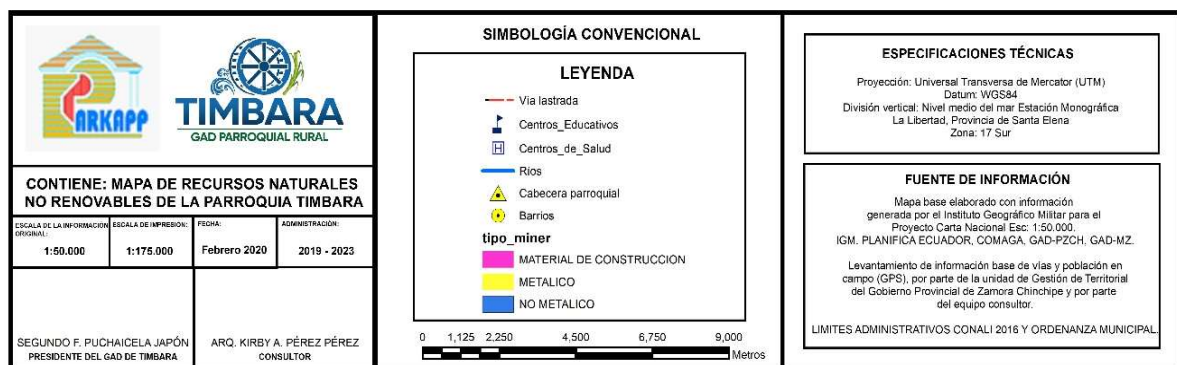 PARKAPP
TIMBARA
GAD PARROQUIAL RURAL
CONTIENE: MAPA DE RECURSOS NATURALES
NO RENOVABLES DE LA PARROQUIA TIMBARA
ESCALA DE LA INFORMACION
ORIGINAL:
1:50.000
ESCALA DE IMPRESION:
1:175.000
FECHA:
Febrero 2020
ADMINISTRACIÓN:
2019 - 2023
SEGUNDO F. PUCHAICELA JAPÓN
PRESIDENTE DEL GAD DE TIMBARA
ARQ. KIRBY A. PÉREZ PÉREZ
CONSULTOR
SIMBOLOGÍA CONVENCIONAL
LEYENDA
Via lastrada
Centros_Educativos
H Centros_de_Salud
Rios
Cabecera parroquial
Barrios
tipo_miner
MATERIAL DE CONSTRUCCION
METALICO
NO METALICO
0 1,125 2,250 4,500 6,750 9,000
Metros
ESPECIFICACIONES TÉCNICAS
Proyección: Universal Transversa de Mercator (UTM)
Datum: WGS84
División vertical: Nivel medio del mar Estación Monográfica
La Libertad, Provincia de Santa Elena
Zona: 17 Sur
FUENTE DE INFORMACIÓN
Mapa base elaborado con información
generada por el Instituto Geográfico Militar para el
Proyecto Carta Nacional Esc: 1:50.000.
IGM. PLANIFICA ECUADOR, COMAGA, GAD-PZCH, GAD-MZ.
Levantamiento de información base de vías y población en
campo (GPS), por parte de la unidad de Gestión de Territorial
del Gobierno Provincial de Zamora Chinchipe y por parte
del equipo consultor.
LIMITES ADMINISTRATIVOS CONALI 2016 Y ORDENANZA MUNICIPAL.